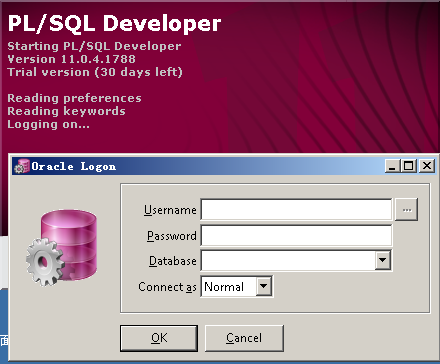 PL/SQL Developer
Starting PL/SQL Developer
Version 11.0.4.1788
Trial version (30 days left)
Reading preferences
Reading keywords
Logging on...
Oracle Logon
Username
...
Password
Database
Connect as Normal
OK Cancel
面